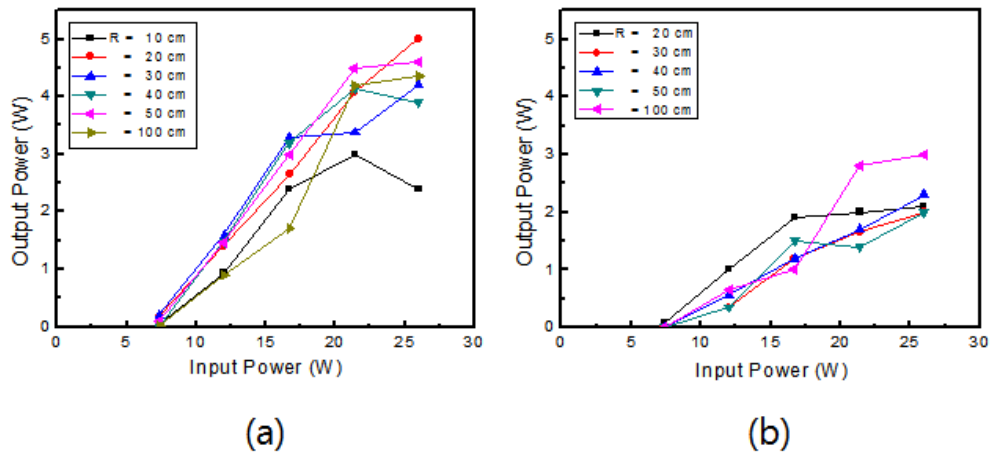 R = 10 cm
= 20 cm
= 30 cm
= 40 cm
= 50 cm
= 100 cm
Output Power (W)
5
4
3
2
1
0
0 5 10 15 20 25 30
Input Power (W)
(a)
R = 20 cm
= 30 cm
= 40 cm
= 50 cm
= 100 cm
Output Power (W)
5
4
3
2
1
0
0 5 10 15 20 25 30
Input Power (W)
(b)